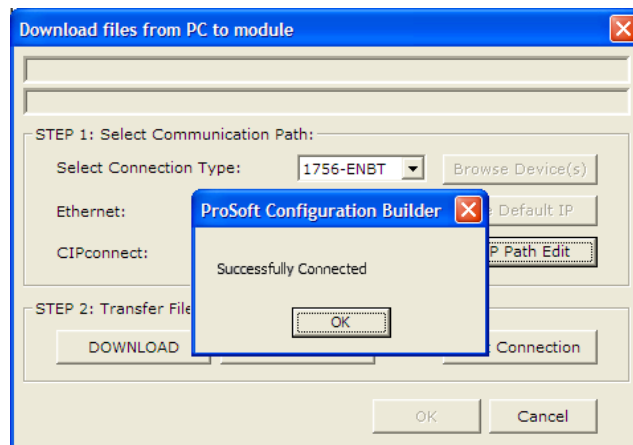 Download files from PC to module
STEP 1: Select Communication Path:
Select Connection Type: 1756-ENBT Browse Device(s)
Ethernet: Default IP
CIPconnect: Path Edit
ProSoft Configuration Builder
Successfully Connected
OK
STEP 2: Transfer File
DOWNLOAD Connection
OK Cancel